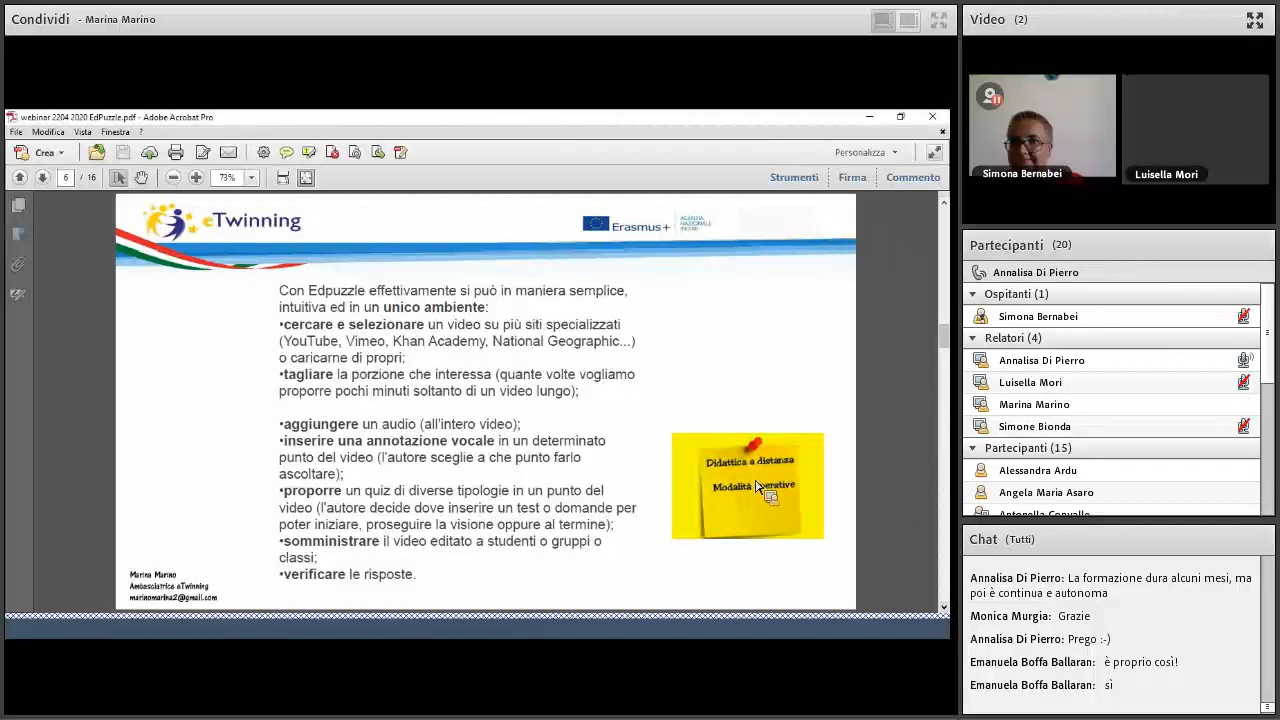 Condividi - Marina Marino
Video (2)
webinar 2204 2020 EdPuzzle.pdf - Adobe Acrobat Pro
File Modifica Vista Finestra ?
Crea
Personalizza
6 / 16
73%
Strumenti Firma Commento
eTwinning
Erasmus+
AGENZIA
NAZIONALE
INDIRE
Con Edpuzzle effettivamente si può in maniera semplice,
intuitiva ed in un unico ambiente:
•cercare e selezionare un video su più siti specializzati
(YouTube, Vimeo, Khan Academy, National Geographic...)
o caricarne di propri;
•tagliare la porzione che interessa (quante volte vogliamo
proporre pochi minuti soltanto di un video lungo);
•aggiungere un audio (all'intero video);
•inserire una annotazione vocale in un determinato
punto del video (l'autore sceglie a che punto farlo
ascoltare);
•proporre un quiz di diverse tipologie in un punto del
video (l'autore decide dove inserire un test o domande per
poter iniziare, proseguire la visione oppure al termine);
•somministrare il video editato a studenti o gruppi o
classi;
•verificare le risposte.
Didattica a distanza
Modalità operative
Marina Marino
Ambasciatrice eTwinning
marinomarina2@gmail.com
Simona Bernabei
Luisella Mori
Partecipanti (20)
Annalisa Di Pierro
Ospitanti (1)
Simona Bernabei
Relatori (4)
Annalisa Di Pierro
Luisella Mori
Marina Marino
Simone Bionda
Partecipanti (15)
Alessandra Ardu
Angela Maria Asaro
Chat (Tutti)
Annalisa Di Pierro: La formazione dura alcuni mesi, ma
poi è continua e autonoma
Monica Murgia: Grazie
Annalisa Di Pierro: Prego :-)
Emanuela Boffa Ballaran: è proprio così!
Emanuela Boffa Ballaran: sì